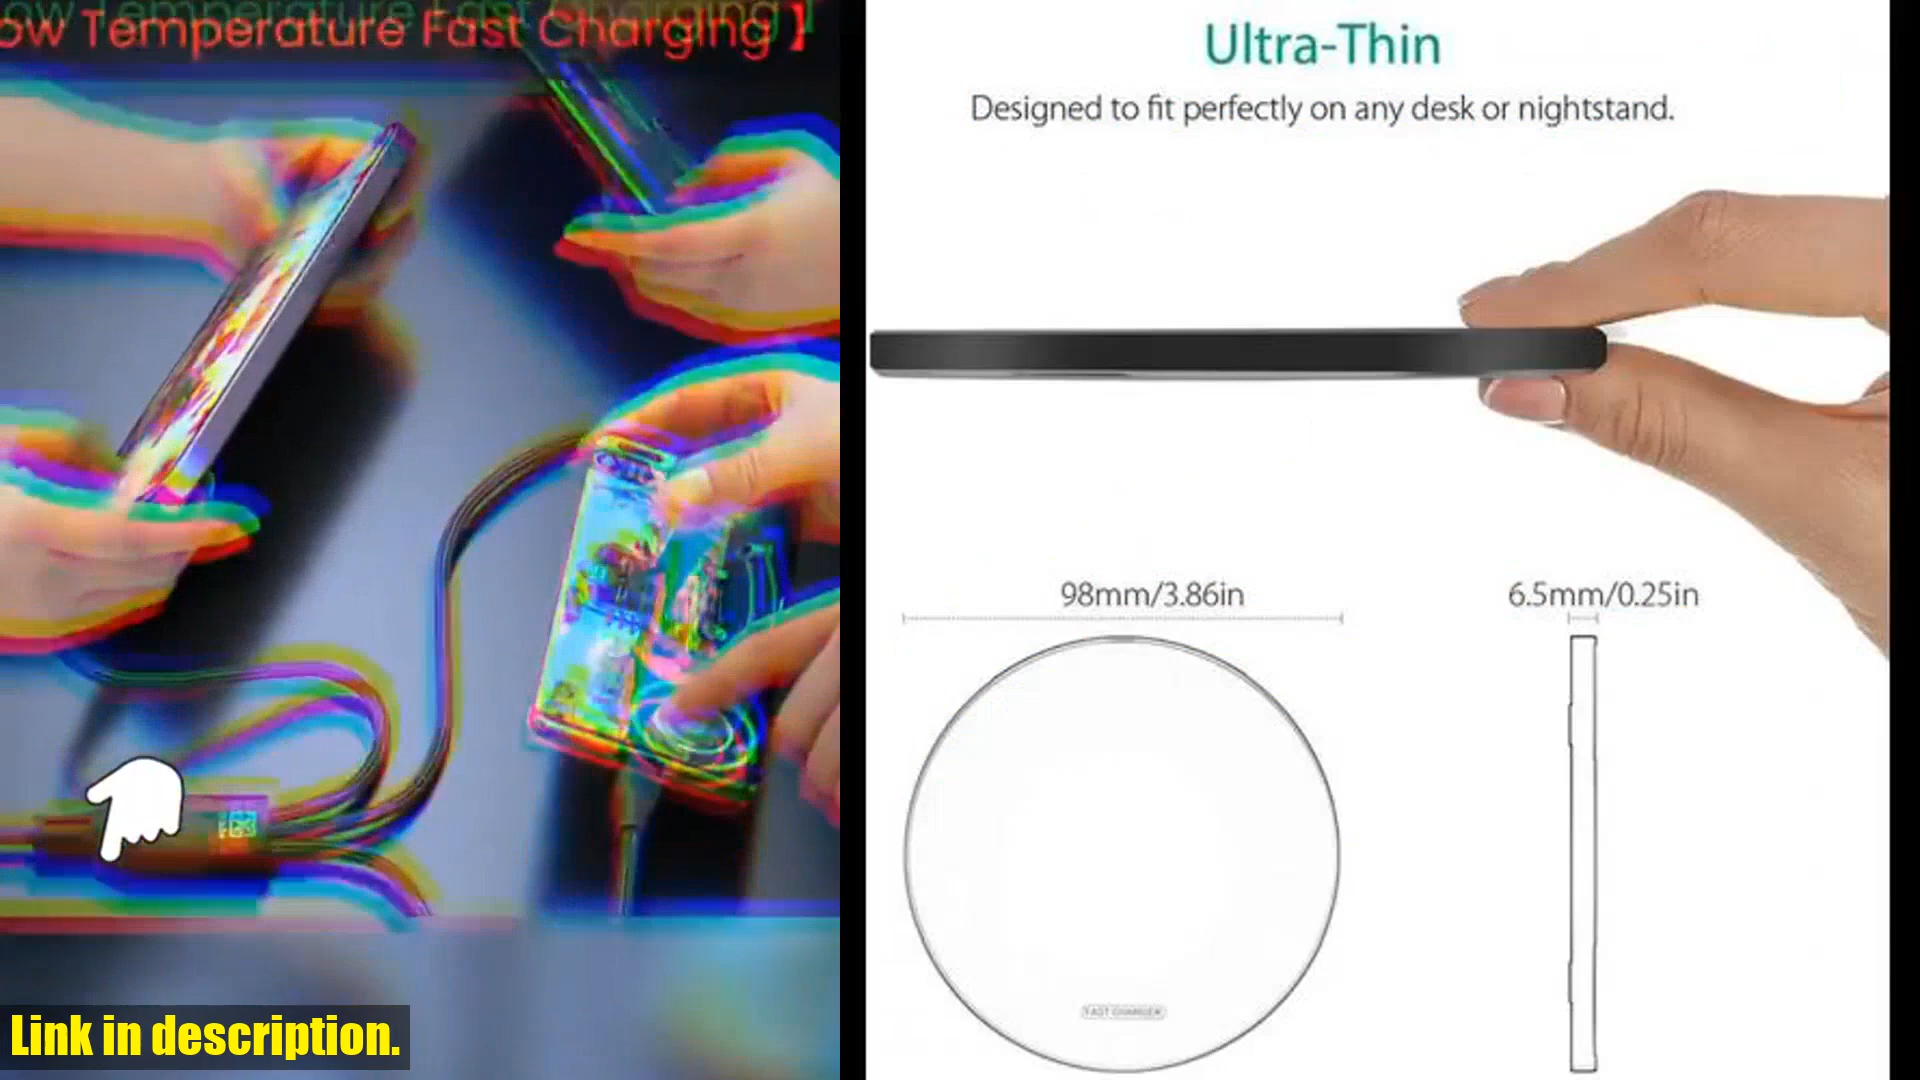 ow Temperature Fast Charging】
Ultra-Thin
Designed to fit perfectly on any desk or nightstand.
98mm/3.86in
6.5mm/0.25in
FAST CHARGER
Link in description.